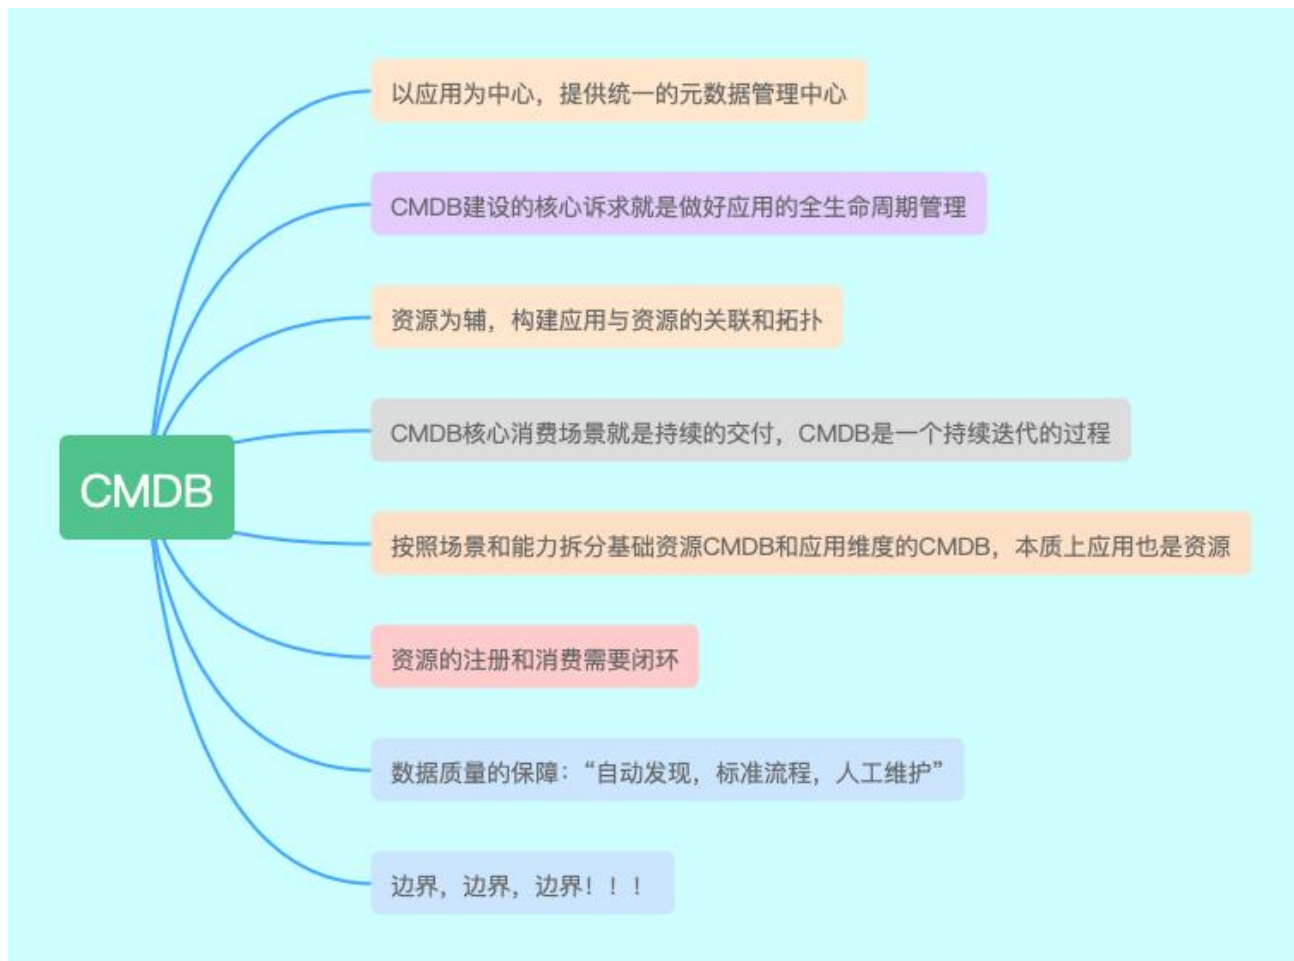 以应用为中心，提供统一的元数据管理中心
CMDB建设的核心诉求就是做好应用的全生命周期管理
资源为辅，构建应用与资源的关联和拓扑
CMDB核心消费场景就是持续的交付，CMDB是一个持续迭代的过程
CMDB
按照场景和能力拆分基础资源CMDB和应用维度的CMDB，本质上应用也是资源
资源的注册和消费需要闭环
数据质量的保障：“自动发现，标准流程，人工维护”
边界，边界，边界！！！